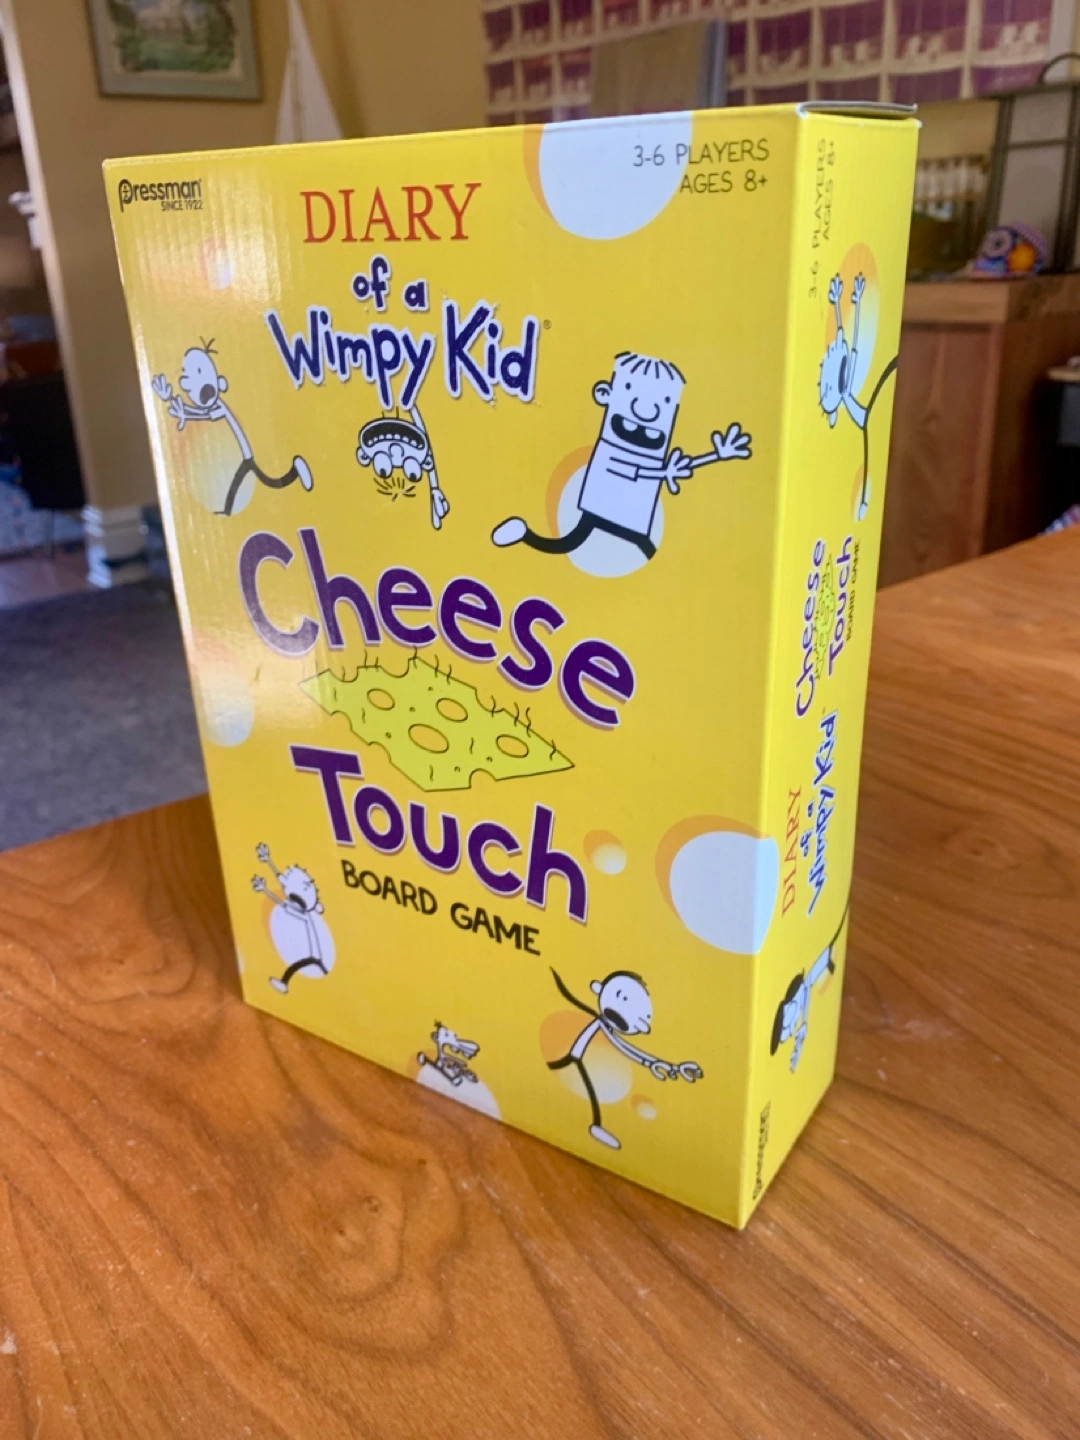 pressman
SINCE 1922
3-6 PLAYERS
AGES 8+
DIARY
of a
Wimpy Kid®
Cheese
Touch
BOARD GAME
3-6 PLAYERS
AGES 8+
DIARY
of a
Wimpy Kid
Cheese
Touch
BOARD GAME
pressman